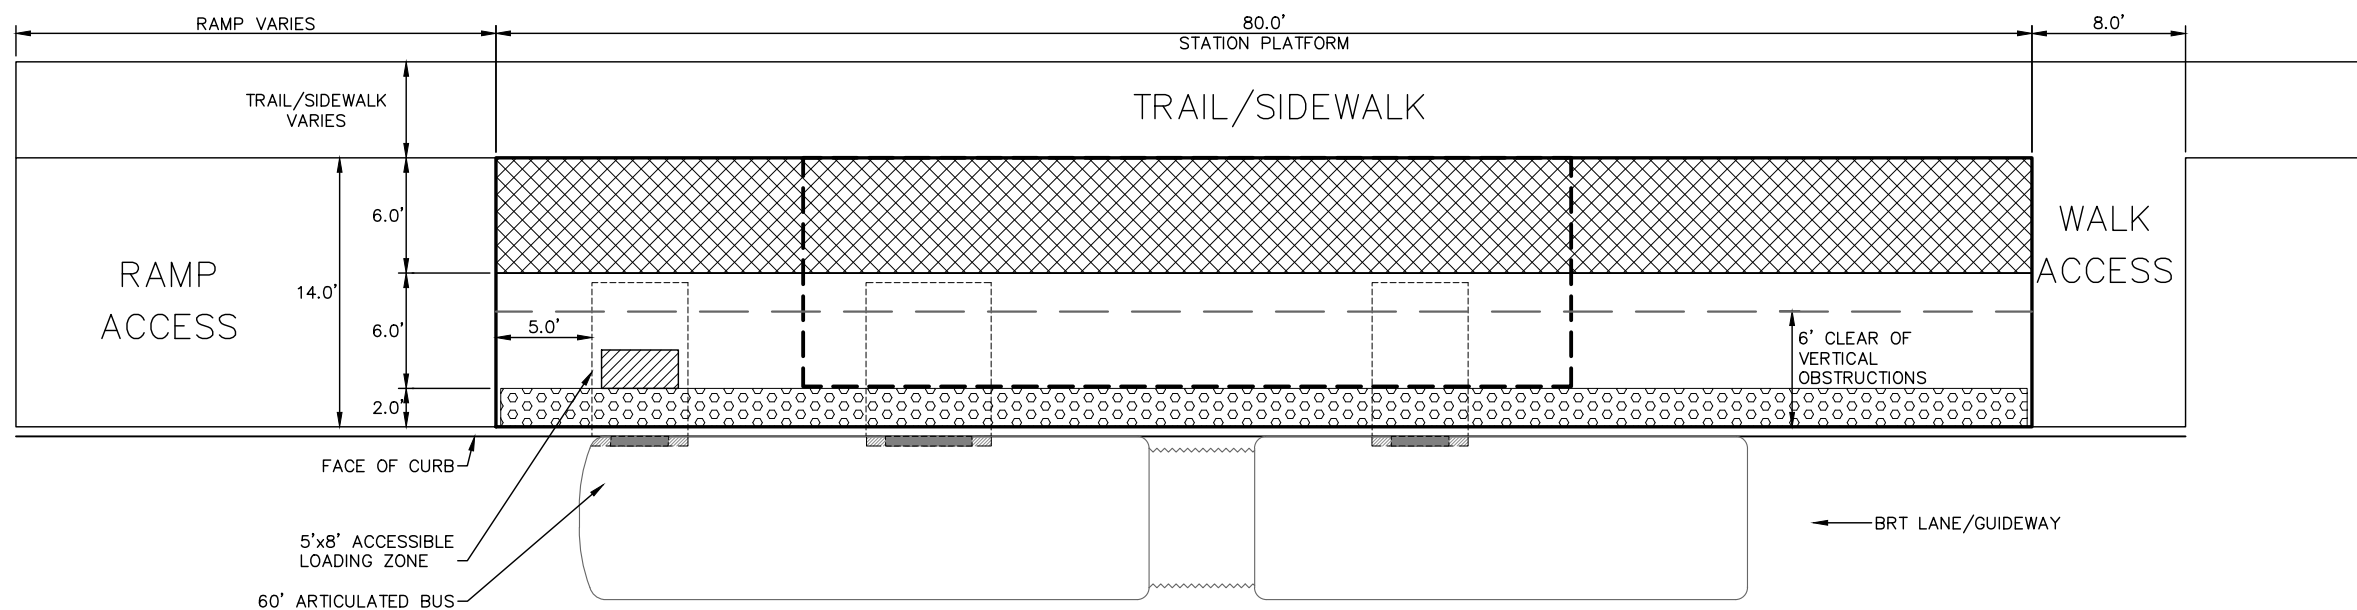 RAMP VARIES
80.0'
STATION PLATFORM
8.0'
TRAIL/SIDEWALK
VARIES
TRAIL/SIDEWALK
6.0'
14.0'
6.0'
2.0'
RAMP
ACCESS
5.0'
WALK
ACCESS
6' CLEAR OF
VERTICAL
OBSTRUCTIONS
FACE OF CURB
5'x8' ACCESSIBLE
LOADING ZONE
60' ARTICULATED BUS
BRT LANE/GUIDEWAY